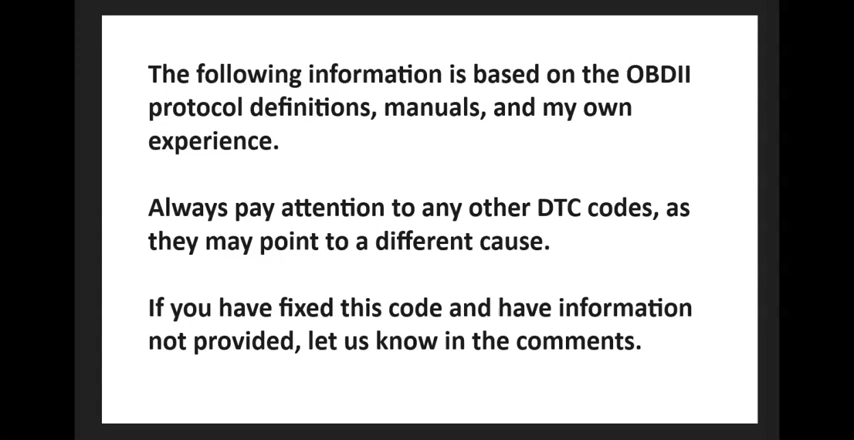 The following information is based on the OBDII
protocol definitions, manuals, and my own
experience.
Always pay attention to any other DTC codes, as
they may point to a different cause.
If you have fixed this code and have information
not provided, let us know in the comments.